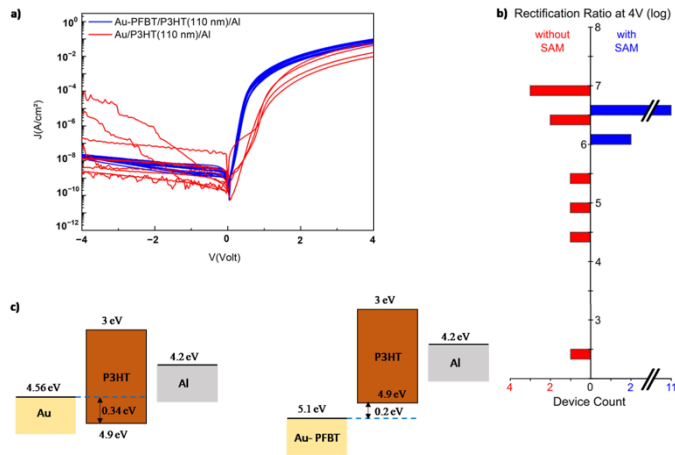 a)
Au-PFBT/P3HT(110 nm)/Al
Au/P3HT(110 nm)/Al
J(A/cm²)
10⁰
10⁻²
10⁻⁴
10⁻⁶
10⁻⁸
10⁻¹⁰
10⁻¹²
-4
-2
0
2
4
V(Volt)
b)
Rectification Ratio at 4V (log)
without
SAM
with
SAM
8
7
6
5
4
3
4
2
0
2
11
Device Count
c)
3 eV
P3HT
4.2 eV
Al
4.56 eV
Au
0.34 eV
4.9 eV
3 eV
P3HT
4.2 eV
Al
4.9 eV
5.1 eV
0.2 eV
Au- PFBT